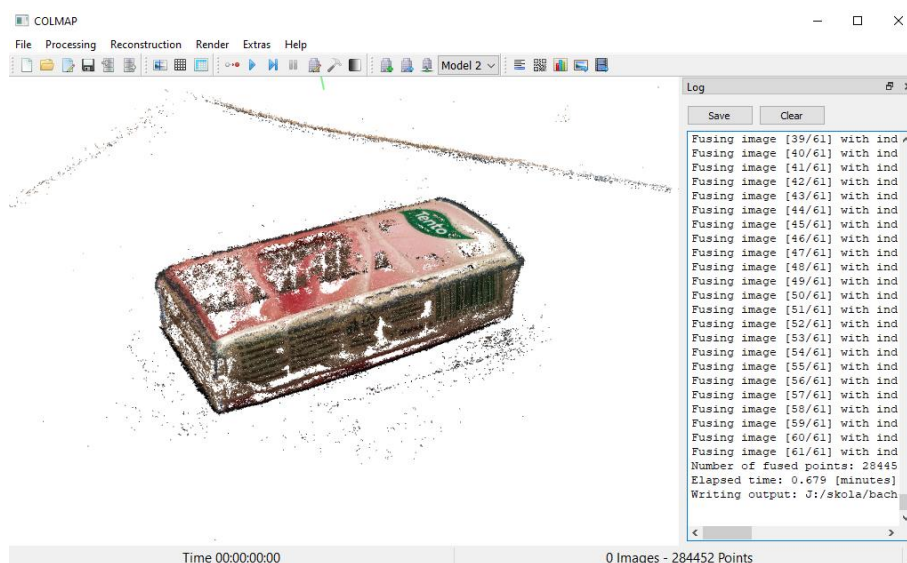 COLMAP
File Processing Reconstruction Render Extras Help
Model 2
Log
Save Clear
Fusing image [39/61] with ind
Fusing image [40/61] with ind
Fusing image [41/61] with ind
Fusing image [42/61] with ind
Fusing image [43/61] with ind
Fusing image [44/61] with ind
Fusing image [45/61] with ind
Fusing image [46/61] with ind
Fusing image [47/61] with ind
Fusing image [48/61] with ind
Fusing image [49/61] with ind
Fusing image [50/61] with ind
Fusing image [51/61] with ind
Fusing image [52/61] with ind
Fusing image [53/61] with ind
Fusing image [54/61] with ind
Fusing image [55/61] with ind
Fusing image [56/61] with ind
Fusing image [57/61] with ind
Fusing image [58/61] with ind
Fusing image [59/61] with ind
Fusing image [60/61] with ind
Fusing image [61/61] with ind
Number of fused points: 28445
Elapsed time: 0.679 [minutes]
Writing output: J:/skola/bach
Tento
Time 00:00:00:00
0 Images - 284452 Points